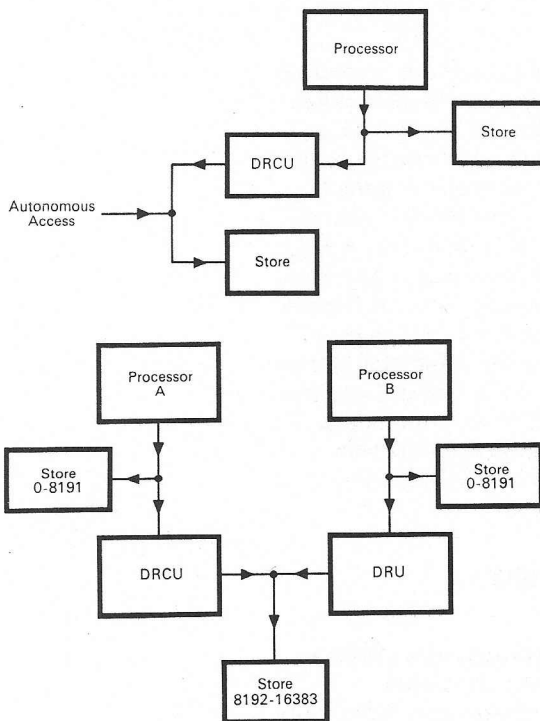 Processor
Store
DRCU
Autonomous
Access
Store
Processor
A
Processor
B
Store
0-8191
Store
0-8191
DRCU
DRU
Store
8192-16383